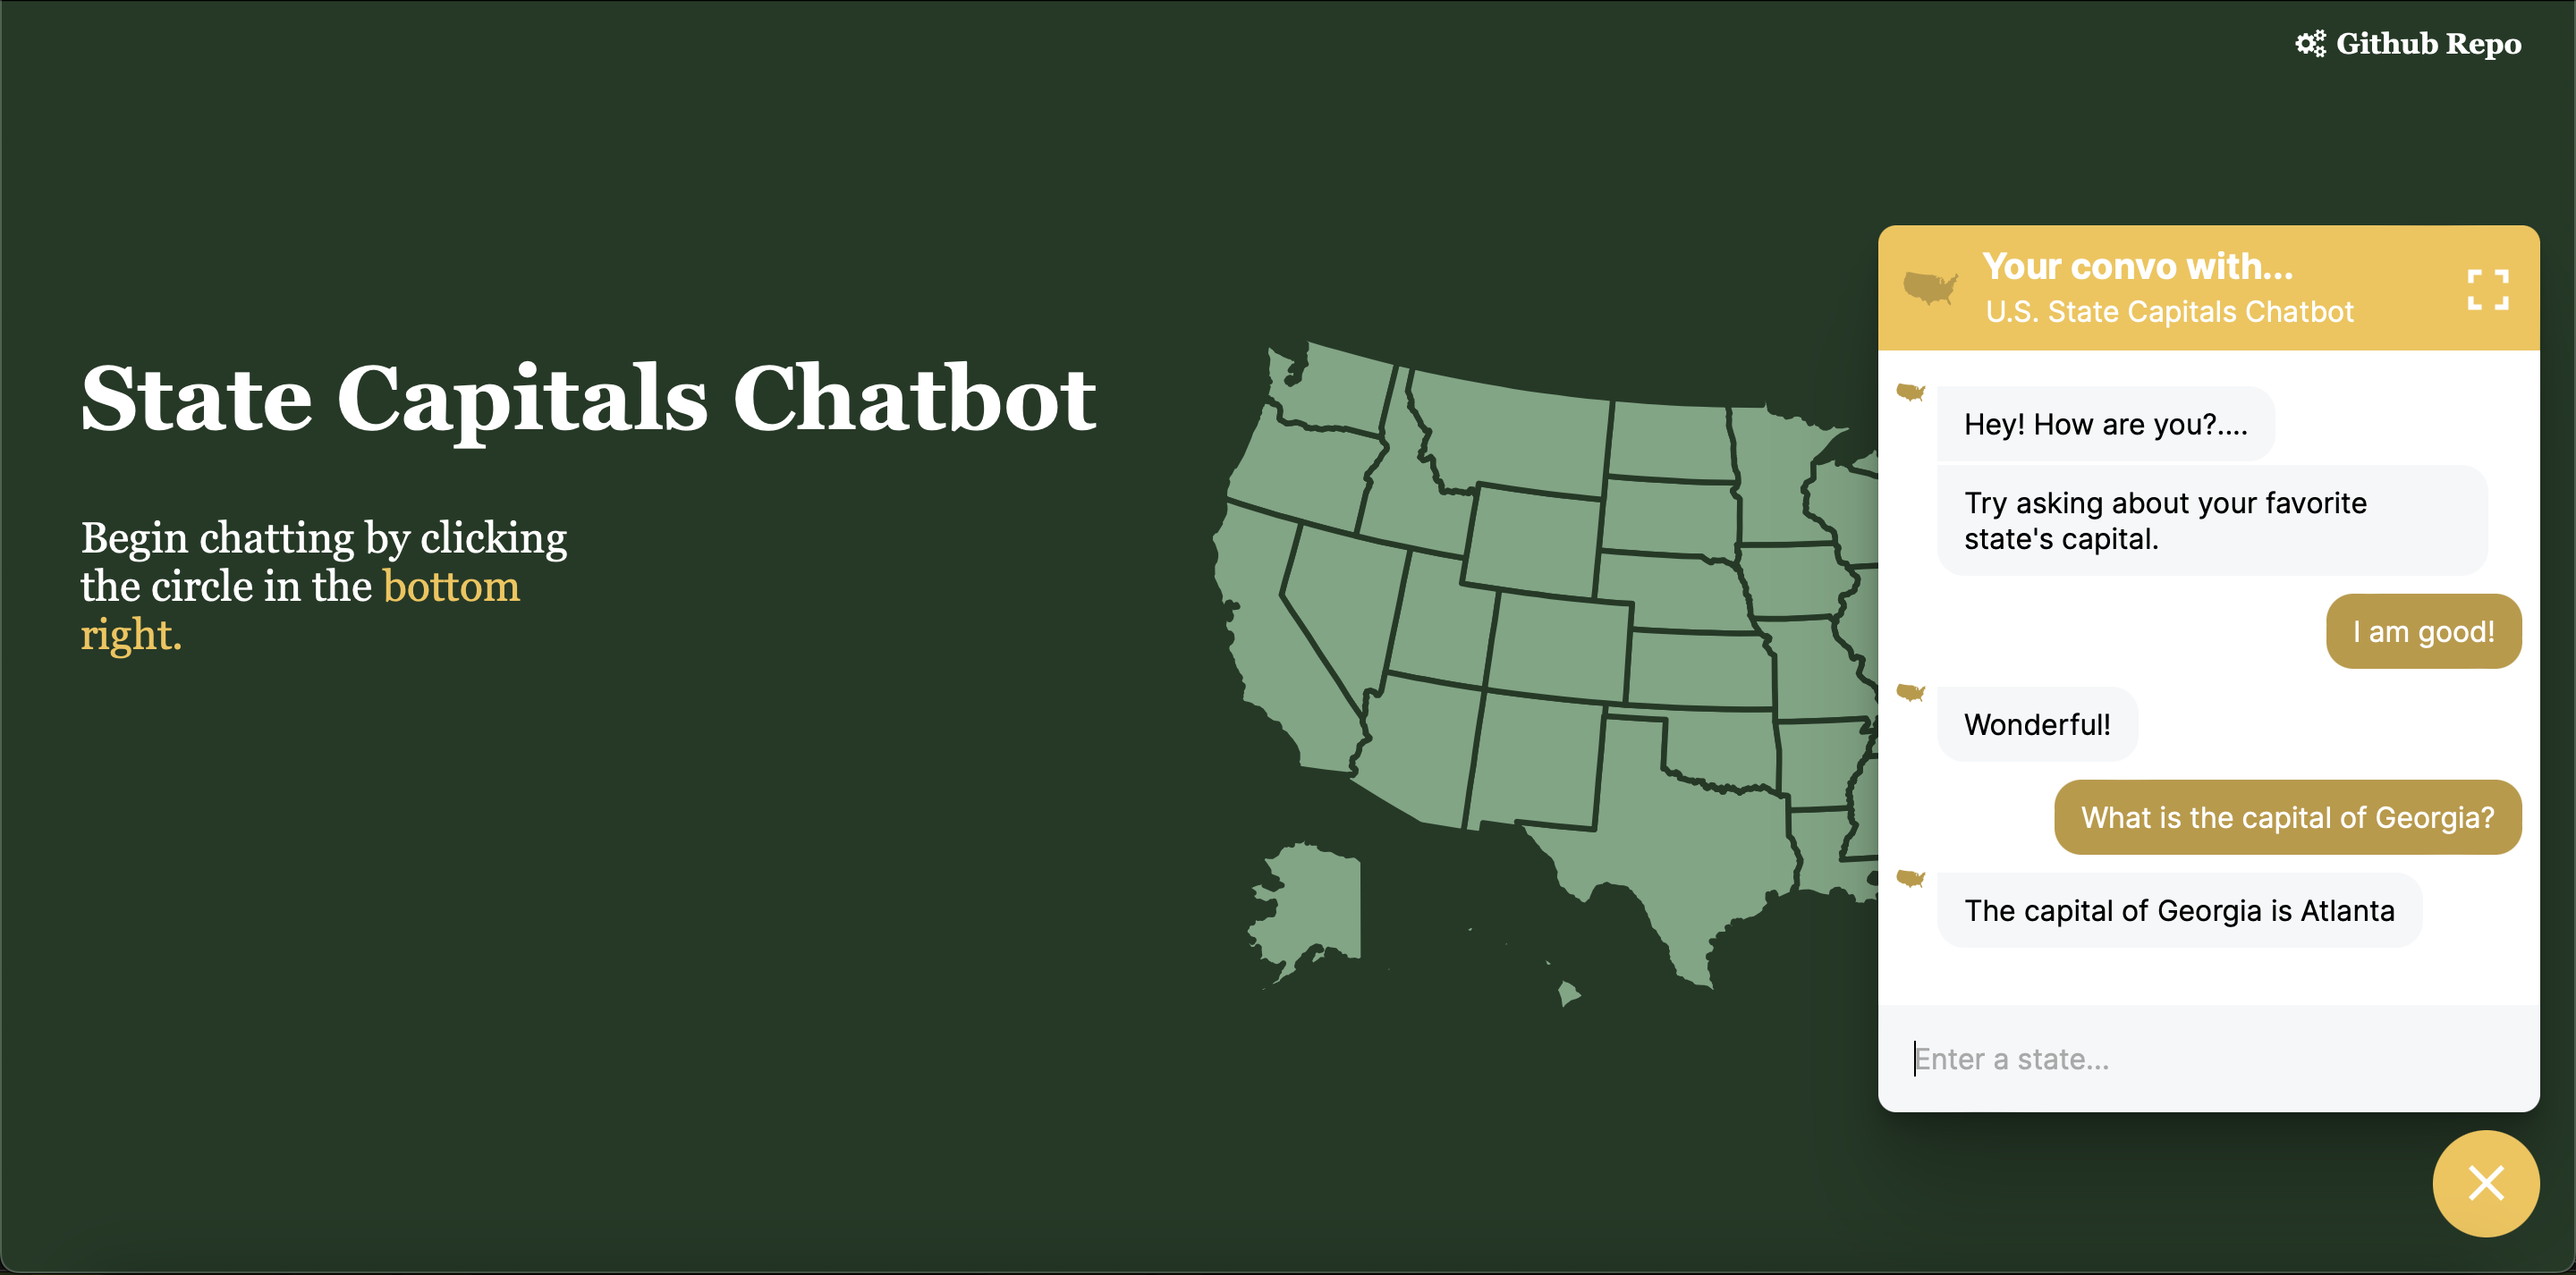 Github Repo
State Capitals Chatbot
Begin chatting by clicking
the circle in the bottom
right.
Your convo with...
U.S. State Capitals Chatbot
Hey! How are you?....
Try asking about your favorite
state's capital.
I am good!
Wonderful!
What is the capital of Georgia?
The capital of Georgia is Atlanta
Enter a state...